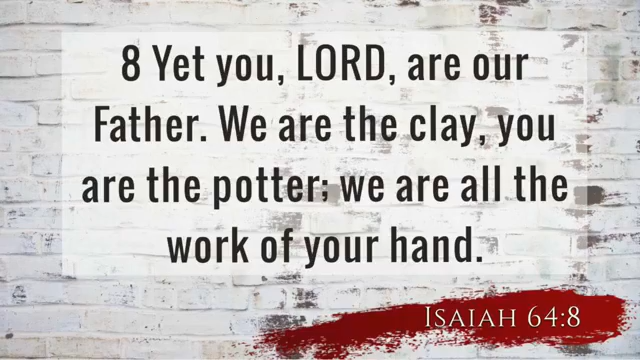 8 Yet you, LORD, are our
Father. We are the clay, you
are the potter; we are all the
work of your hand.
Isaiah 64:8